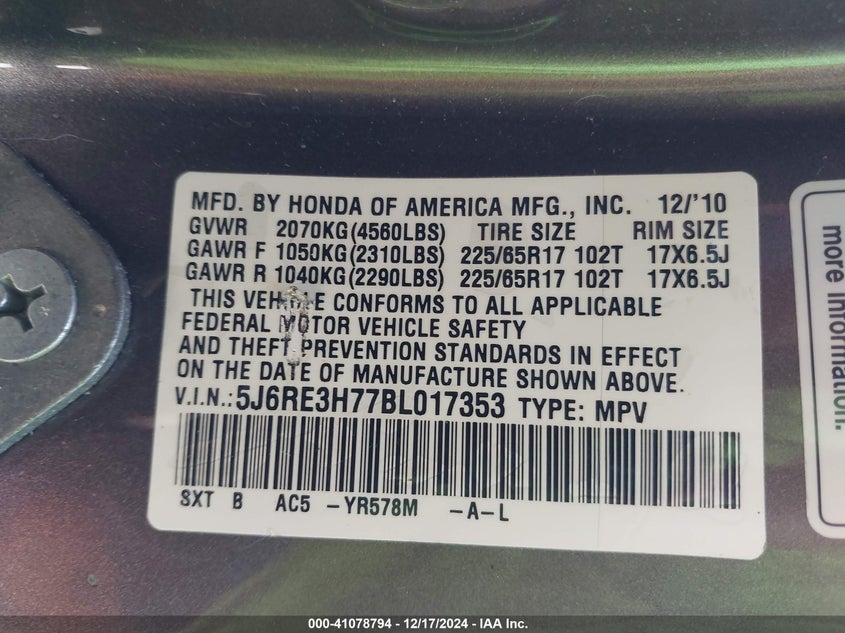 MFD. BY HONDA OF AMERICA MFG., INC. 12/'10
GVWR 2070KG(4560LBS) TIRE SIZE RIM SIZE
GAWR F 1050KG(2310LBS) 225/65R17 102T 17X6.5J
GAWR R 1040KG(2290LBS) 225/65R17 102T 17X6.5J
THIS VEHICLE CONFORMS TO ALL APPLICABLE
FEDERAL MOTOR VEHICLE SAFETY
AND THEFT PREVENTION STANDARDS IN EFFECT
ON THE DATE OF MANUFACTURE SHOWN ABOVE.
V.I.N.: 5J6RE3H77BL017353 TYPE: MPV
SXT B AC5 -YR578M -A-L
more information.
000-41078794 - 12/17/2024 - IAA Inc.